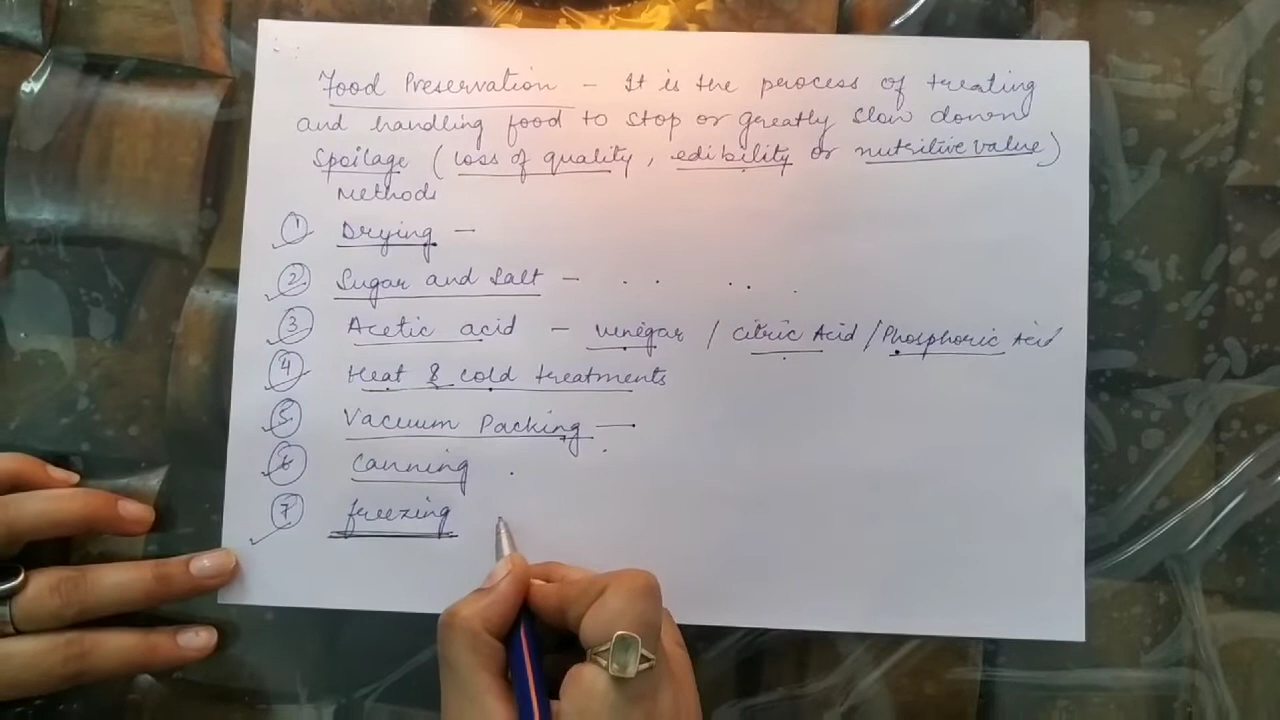 Food Preservation - It is the process of treating
and handling food to stop or greatly slow down
spoilage (loss of quality, edibility or nutritive value)
Methods
① Drying -
② Sugar and Salt -
③ Acetic acid - Vinegar / Citric Acid / Phosphoric Acid
④ Heat & cold treatments
⑤ Vacuum Packing -
⑥ Canning
⑦ freezing